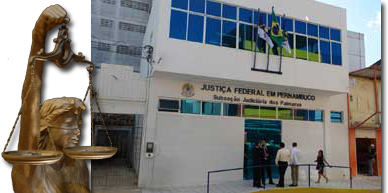 JUSTIÇA FEDERAL EM PERNAMBUCO
Subseção Judiciária dos Palmares